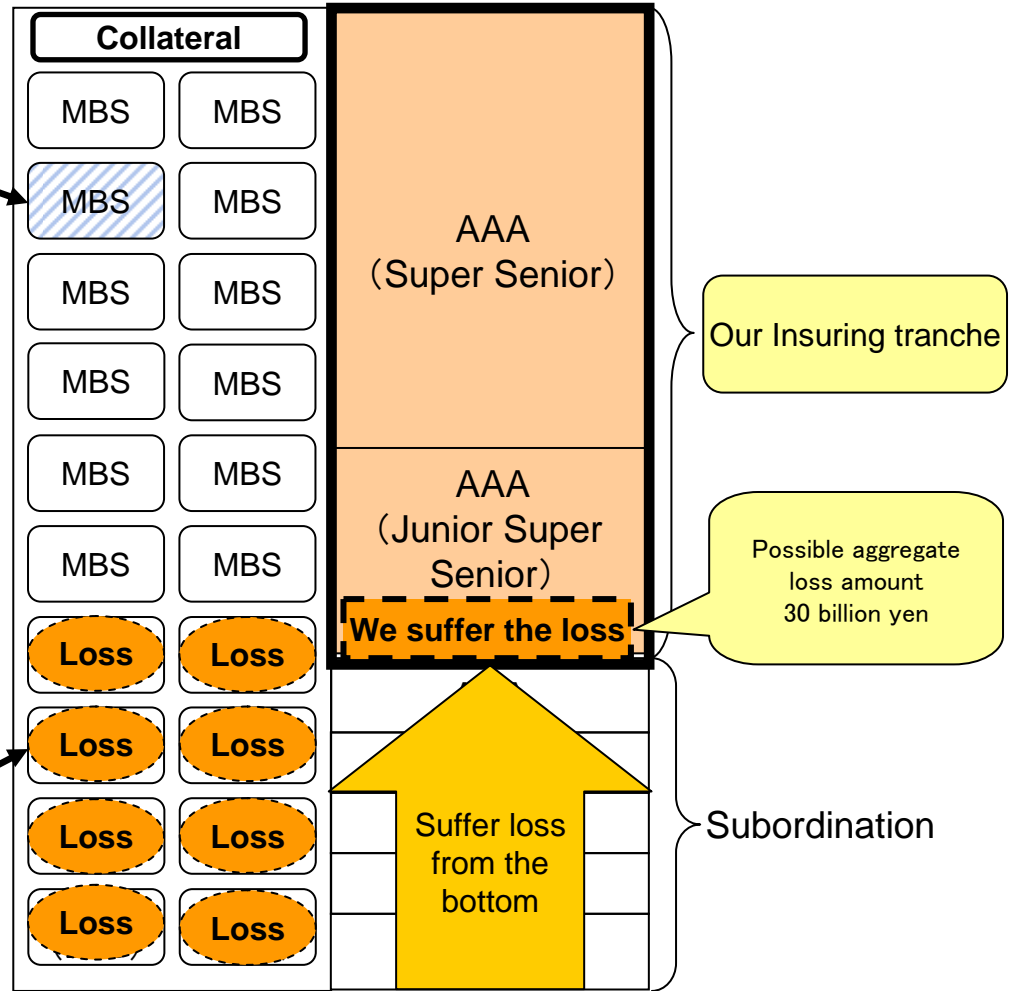 Collateral
MBS MBS
MBS MBS
MBS MBS
MBS MBS
MBS MBS
MBS MBS
Loss Loss
Loss Loss
Loss Loss
Loss Loss
AAA
（Super Senior）
AAA
（Junior Super
Senior）
We suffer the loss
Suffer loss
from the
bottom
Our Insuring tranche
Possible aggregate
loss amount
30 billion yen
Subordination